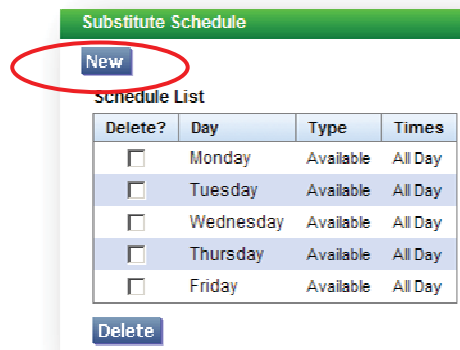 Substitute Schedule
New
Schedule List
Delete? Day Type Times
Monday Available All Day
Tuesday Available All Day
Wednesday Available All Day
Thursday Available All Day
Friday Available All Day
Delete